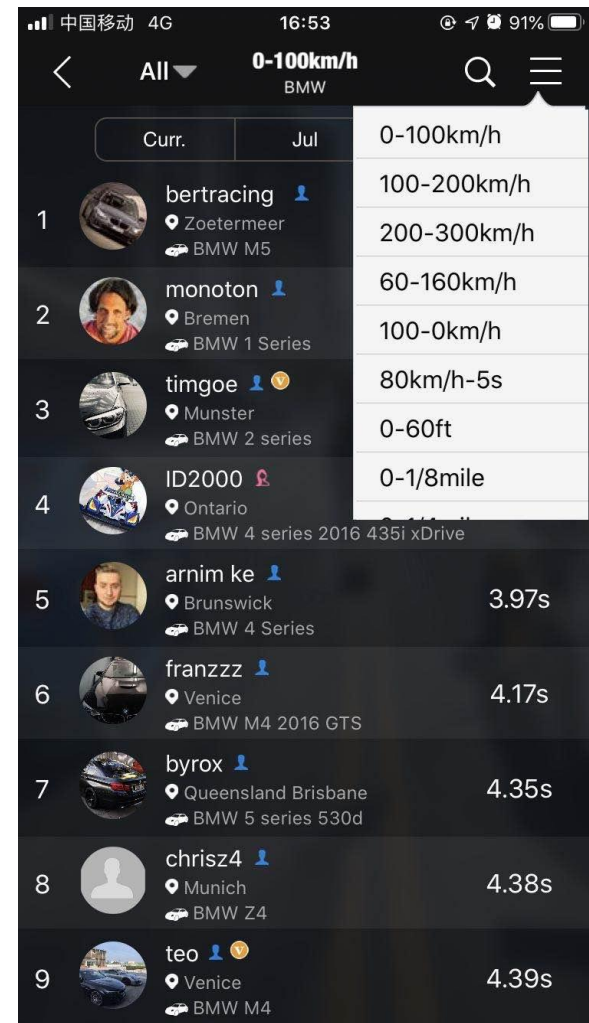 中国移动 4G 16:53 91%
All 0-100km/h
BMW
Curr. Jul
0-100km/h
100-200km/h
200-300km/h
60-160km/h
100-0km/h
80km/h-5s
0-60ft
0-1/8mile
1
bertracing
Zoetermeer
BMW M5
2
monoton
Bremen
BMW 1 Series
3
timgoe V
Munster
BMW 2 series
4
ID2000
Ontario
BMW 4 series 2016 435i xDrive
5
arnim ke
Brunswick
BMW 4 Series
3.97s
6
franzzz
Venice
BMW M4 2016 GTS
4.17s
7
byrox
Queensland Brisbane
BMW 5 series 530d
4.35s
8
chrisz4
Munich
BMW Z4
4.38s
9
teo V
Venice
BMW M4
4.39s